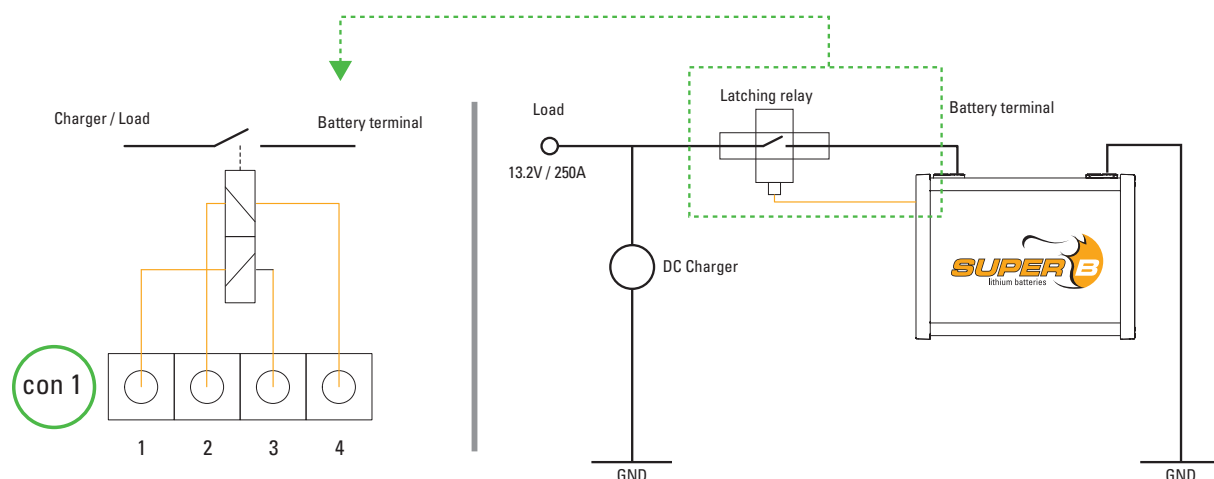 Charger / Load
Battery terminal
con 1
1
2
3
4
Load
13.2V / 250A
Latching relay
Battery terminal
DC Charger
SUPER B
lithium batteries
GND
GND